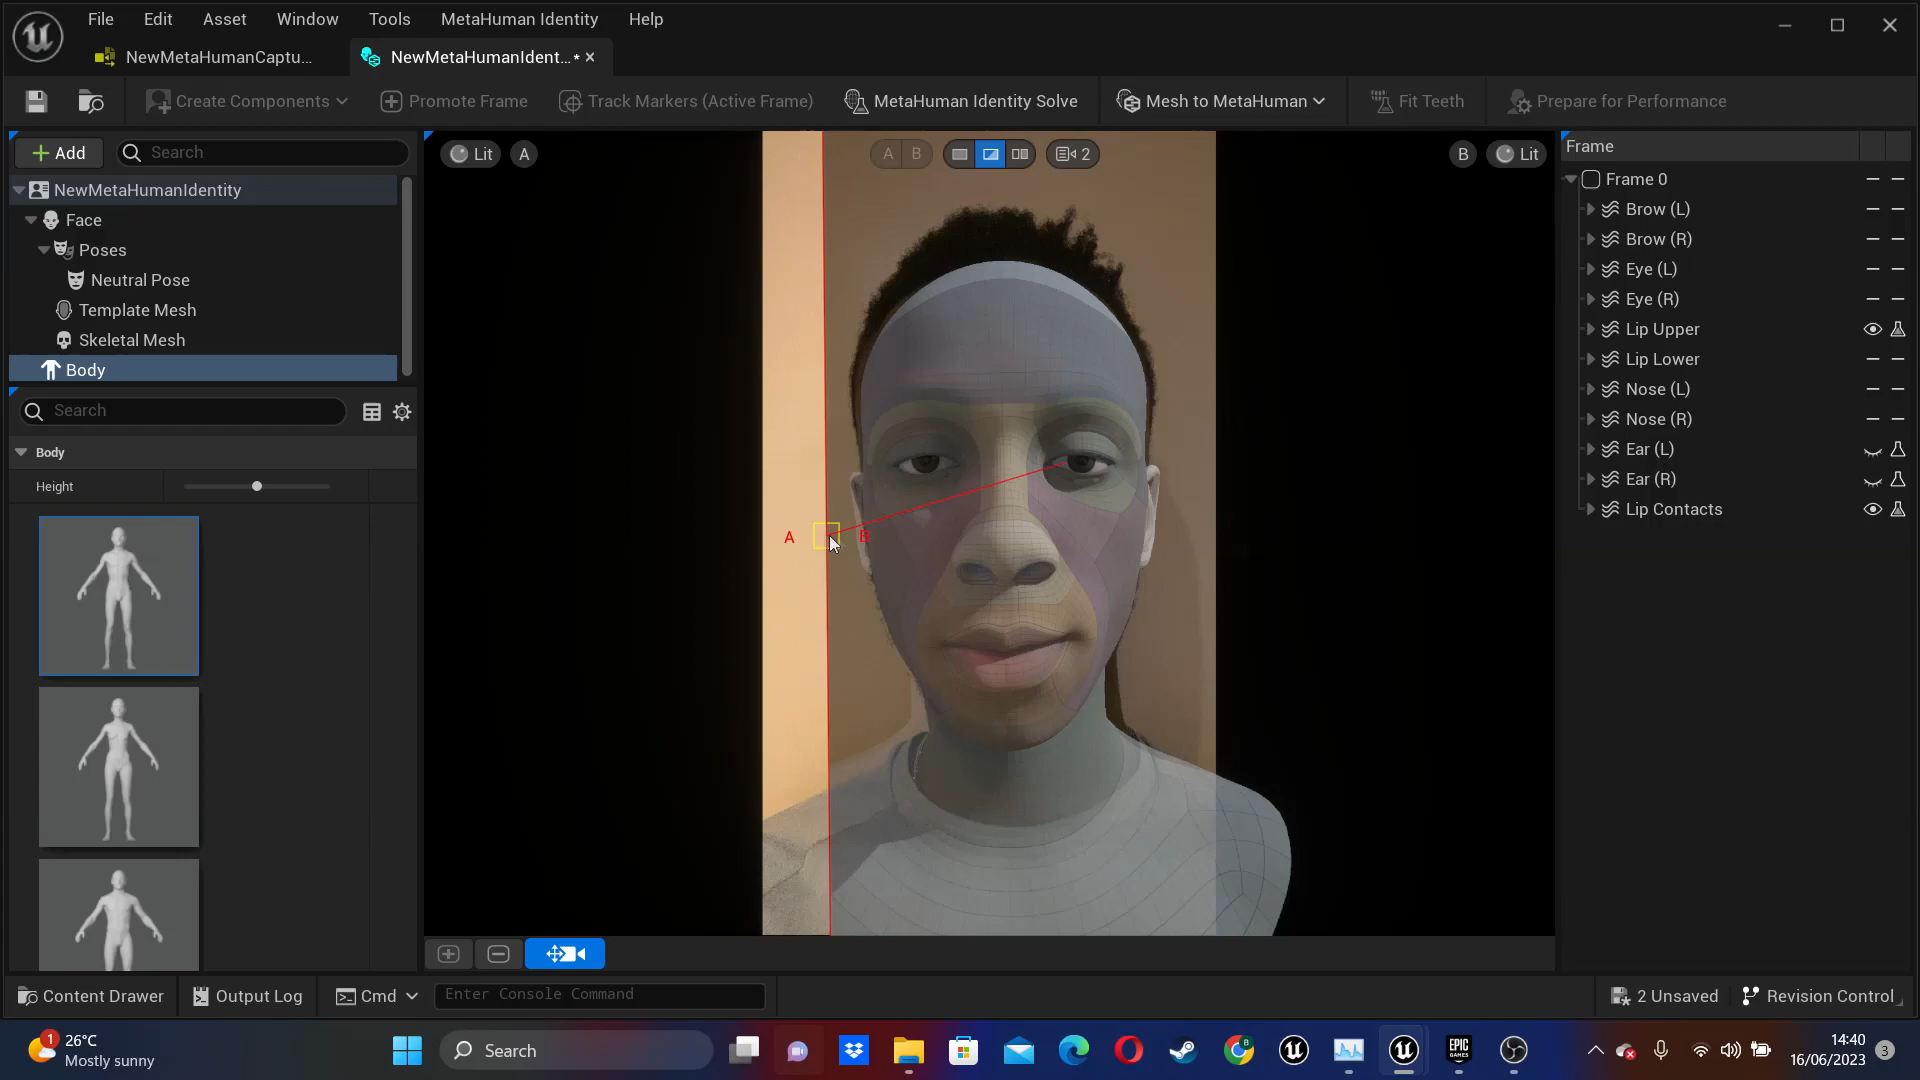 File Edit Asset Window Tools MetaHuman Identity Help
NewMetaHumanCaptu... NewMetaHumanIdent...*
Create Components Promote Frame Track Markers (Active Frame) MetaHuman Identity Solve Mesh to MetaHuman Fit Teeth Prepare for Performance
Add Search
Lit A A B 2 B Lit
Frame
NewMetaHumanIdentity
Face
Poses
Neutral Pose
Template Mesh
Skeletal Mesh
Body
Search
Body
Height
A B
Frame 0
Brow (L)
Brow (R)
Eye (L)
Eye (R)
Lip Upper
Lip Lower
Nose (L)
Nose (R)
Ear (L)
Ear (R)
Lip Contacts
Content Drawer Output Log Cmd Enter Console Command 2 Unsaved Revision Control
1 26°C
Mostly sunny
Search
EPIC
GAMES
14:40
16/06/2023 3